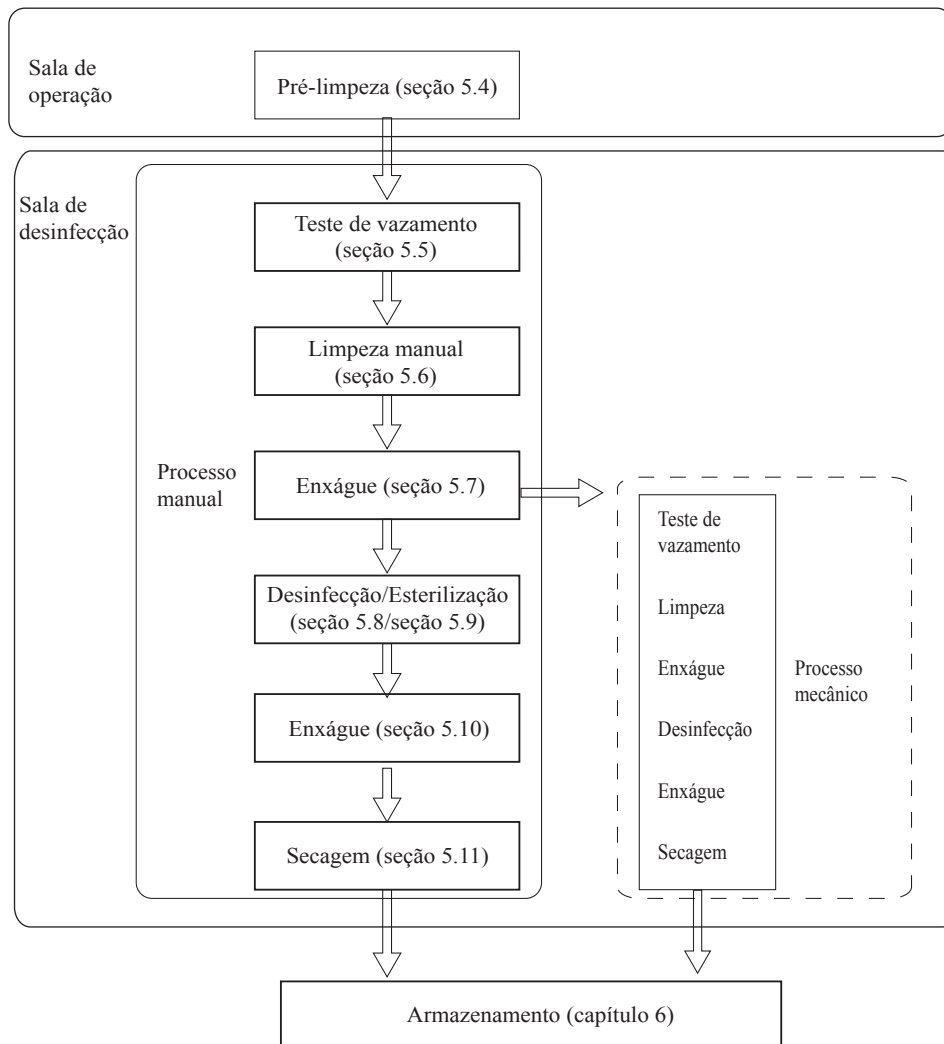 Sala de
operação
Pré-limpeza (seção 5.4)
Sala de
desinfecção
Teste de vazamento
(seção 5.5)
Limpeza manual
(seção 5.6)
Processo
manual
Enxágue (seção 5.7)
Desinfecção/Esterilização
(seção 5.8/seção 5.9)
Enxágue (seção 5.10)
Secagem (seção 5.11)
Teste de
vazamento
Limpeza
Enxágue
Desinfecção
Enxágue
Secagem
Processo
mecânico
Armazenamento (capítulo 6)